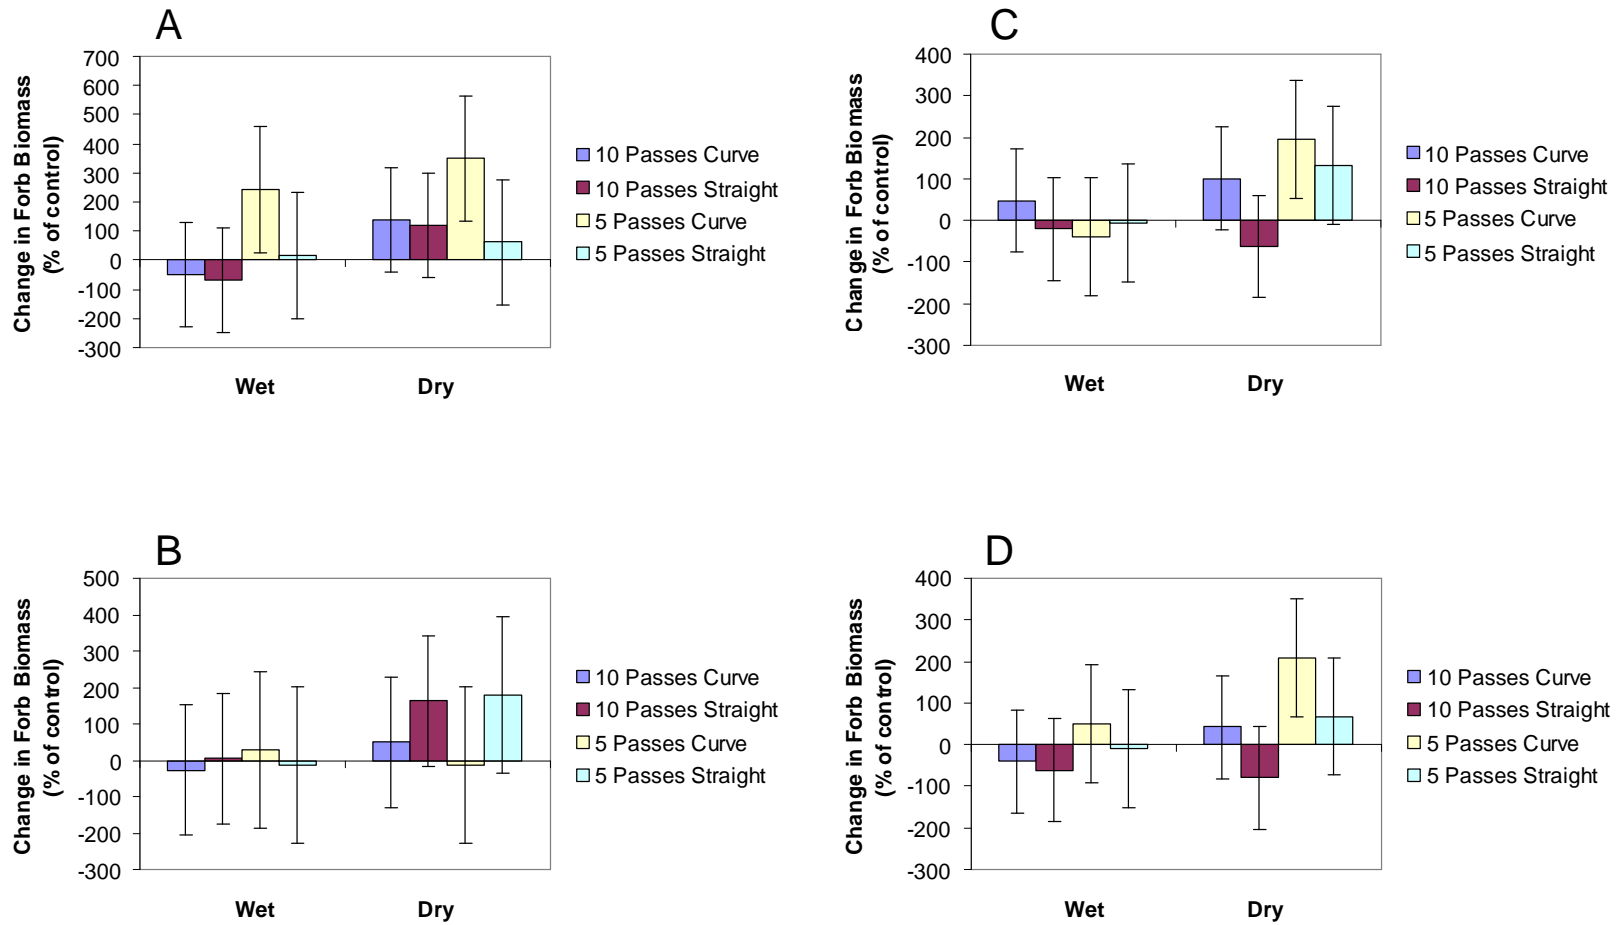 A
Change in Forb Biomass
(% of control)
700
600
500
400
300
200
100
0
-100
-200
-300
Wet
Dry
10 Passes Curve
10 Passes Straight
5 Passes Curve
5 Passes Straight
C
Change in Forb Biomass
(% of control)
400
300
200
100
0
-100
-200
-300
Wet
Dry
10 Passes Curve
10 Passes Straight
5 Passes Curve
5 Passes Straight
B
Change in Forb Biomass
(% of control)
500
400
300
200
100
0
-100
-200
-300
Wet
Dry
10 Passes Curve
10 Passes Straight
5 Passes Curve
5 Passes Straight
D
Change in Forb Biomass
(% of control)
400
300
200
100
0
-100
-200
-300
Wet
Dry
10 Passes Curve
10 Passes Straight
5 Passes Curve
5 Passes Straight